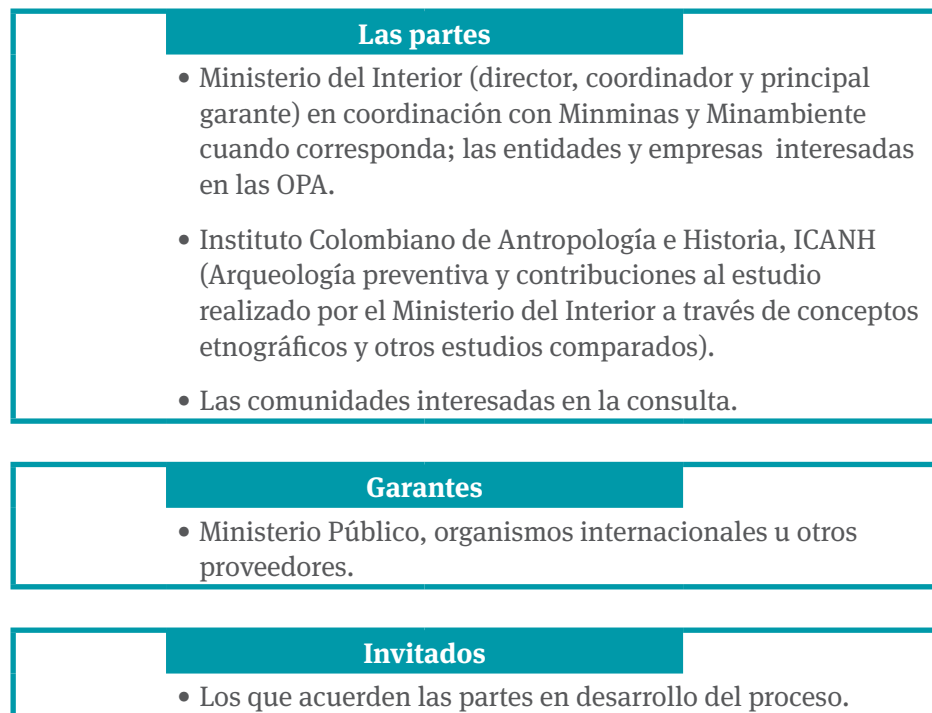 Las partes
• Ministerio del Interior (director, coordinador y principal
garante) en coordinación con Minminas y Minambiente
cuando corresponda; las entidades y empresas interesadas
en las OPA.
• Instituto Colombiano de Antropología e Historia, ICANH
(Arqueología preventiva y contribuciones al estudio
realizado por el Ministerio del Interior a través de conceptos
etnográficos y otros estudios comparados).
• Las comunidades interesadas en la consulta.
Garantes
• Ministerio Público, organismos internacionales u otros
proveedores.
Invitados
• Los que acuerden las partes en desarrollo del proceso.